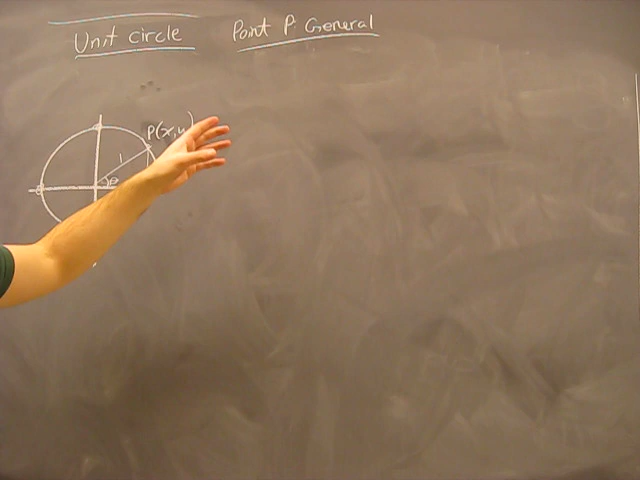 Unit circle
Point P General
P(x,y)
1
θ